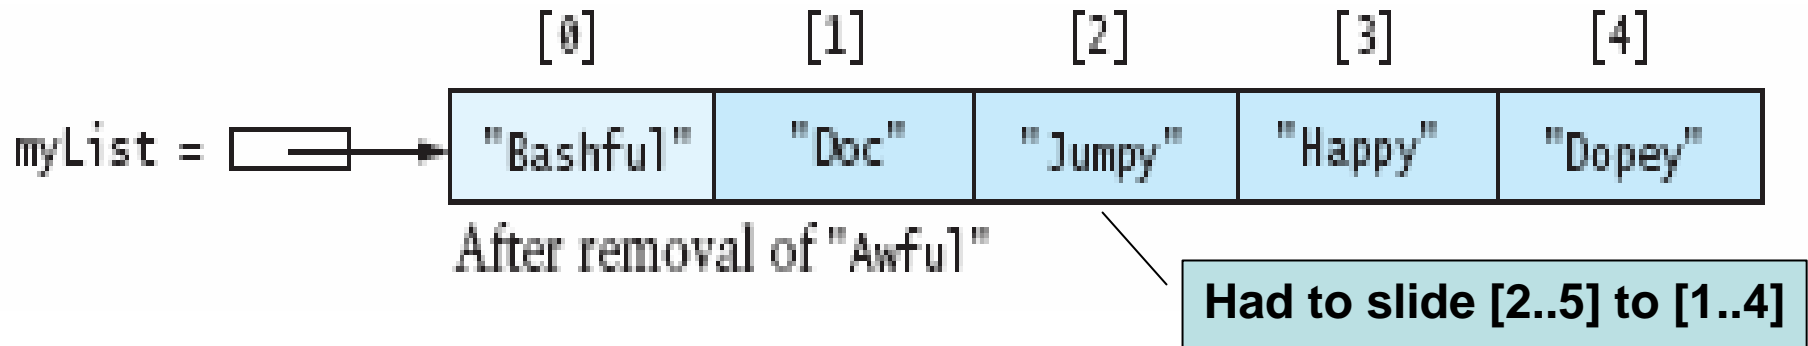 [0] [1] [2] [3] [4]
myList = "Bashful" "Doc" "Jumpy" "Happy" "Dopey"
After removal of "Awful"
Had to slide [2..5] to [1..4]